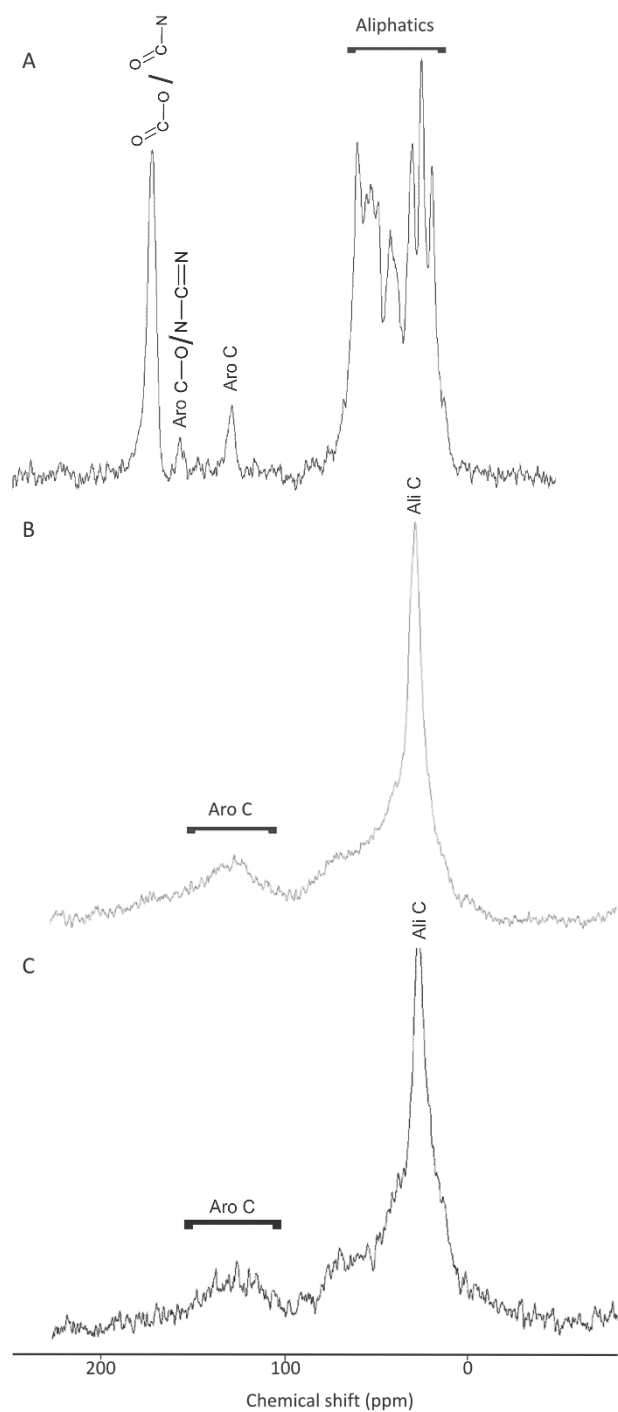 Aliphatics
A
O=C—N
/
O=C—O
Aro C—O/N—C=N
Aro C
B
Ali C
Aro C
C
Ali C
Aro C
200 100 0
Chemical shift (ppm)